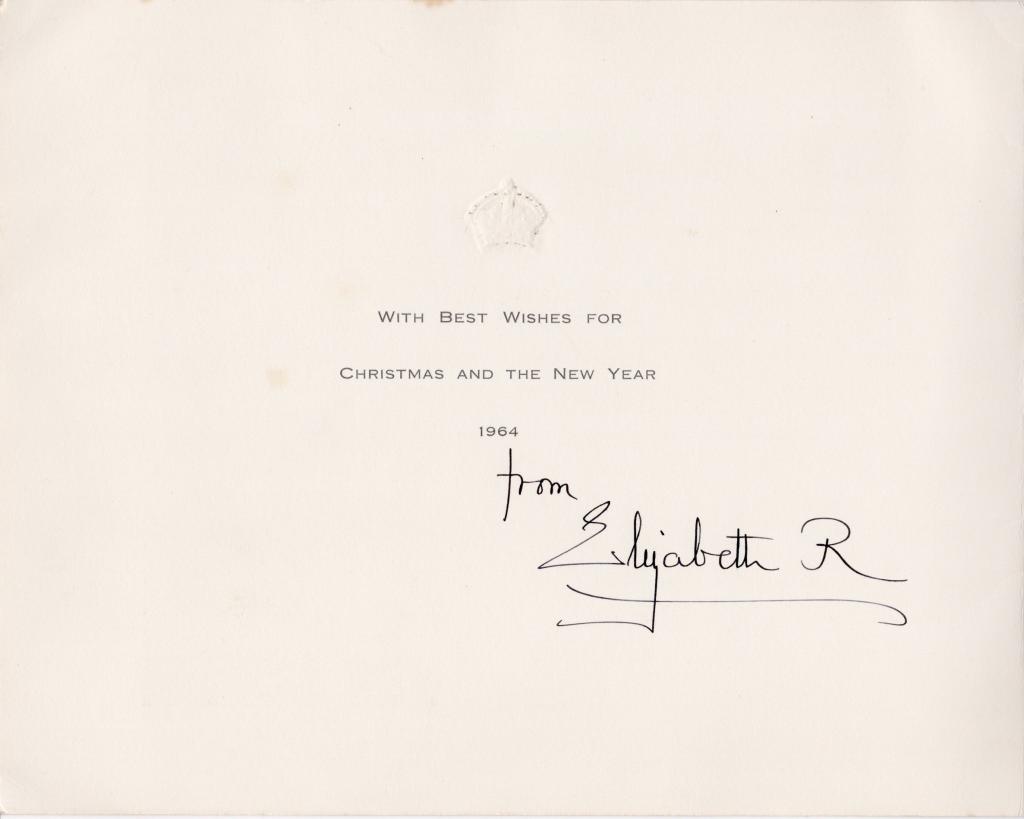 With Best Wishes for
Christmas and the New Year
1964
from
Elizabeth R